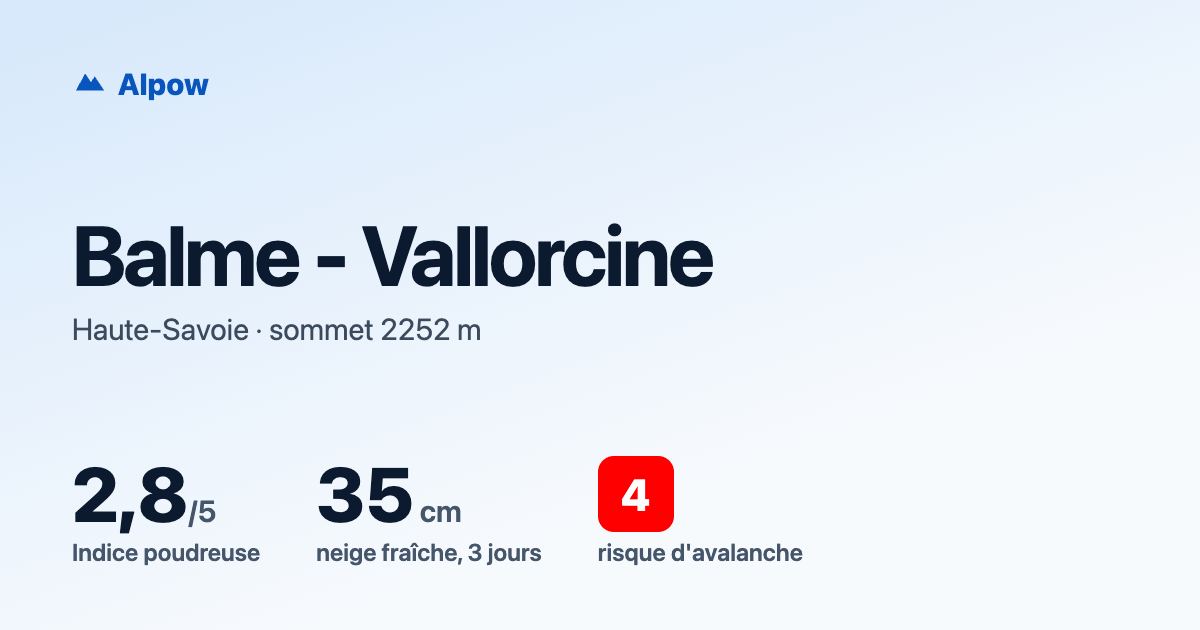 Alpow
Balme - Vallorcine
Haute-Savoie · sommet 2252 m
2,8/5
Indice poudreuse
35 cm
neige fraîche, 3 jours
4
risque d'avalanche